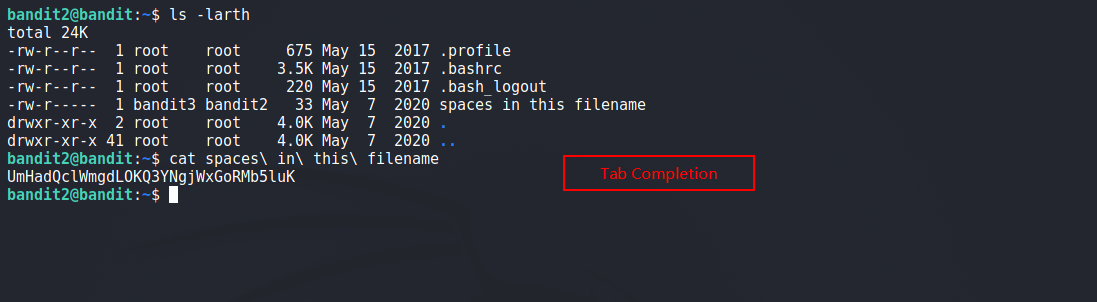 bandit2@bandit:~$ ls -larth
total 24K
-rw-r--r--  1 root    root     675 May 15  2017 .profile
-rw-r--r--  1 root    root    3.5K May 15  2017 .bashrc
-rw-r--r--  1 root    root     220 May 15  2017 .bash_logout
-rw-r-----  1 bandit3 bandit2   33 May  7  2020 spaces in this filename
drwxr-xr-x  2 root    root    4.0K May  7  2020 .
drwxr-xr-x 41 root    root    4.0K May  7  2020 ..
bandit2@bandit:~$ cat spaces\ in\ this\ filename
UmHadQclWmgdLOKQ3YNgjWxGoRMb5luK
Tab Completion
bandit2@bandit:~$